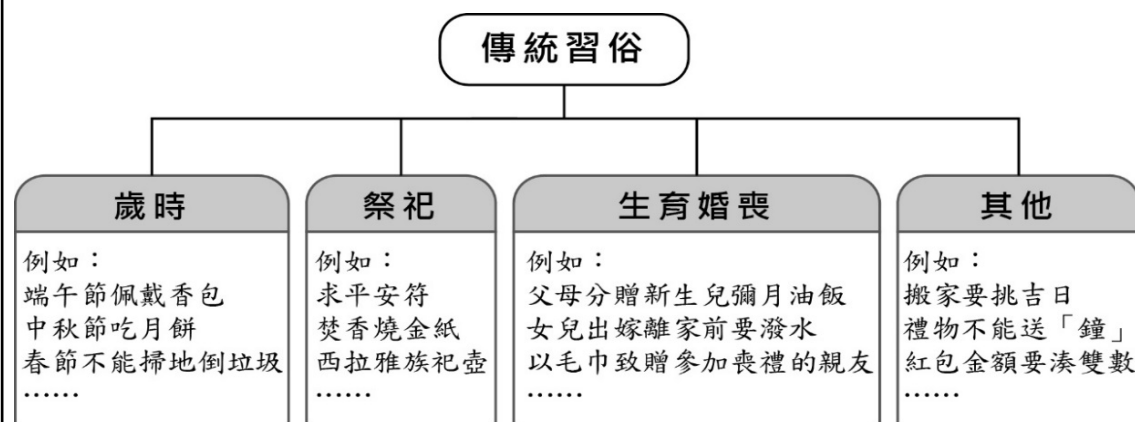 傳統習俗
歲時
例如：
端午節佩戴香包
中秋節吃月餅
春節不能掃地倒垃圾
……
祭祀
例如：
求平安符
焚香燒金紙
西拉雅族祀壺
……
生育婚喪
例如：
父母分贈新生兒彌月油飯
女兒出嫁離家前要潑水
以毛巾致贈參加喪禮的親友
……
其他
例如：
搬家要挑吉日
禮物不能送「鐘」
紅包金額要湊雙數
……